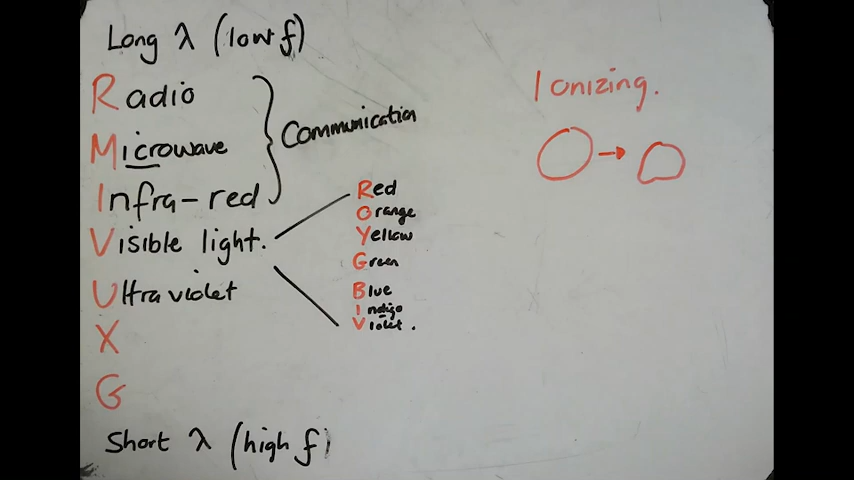 Long λ (low f)
Radio
Microwave
Infra-red
Visible light.
Ultraviolet
X
G
Short λ (high f)
Communication
Red
Orange
Yellow
Green
Blue
Indigo
Violet.
Ionizing.